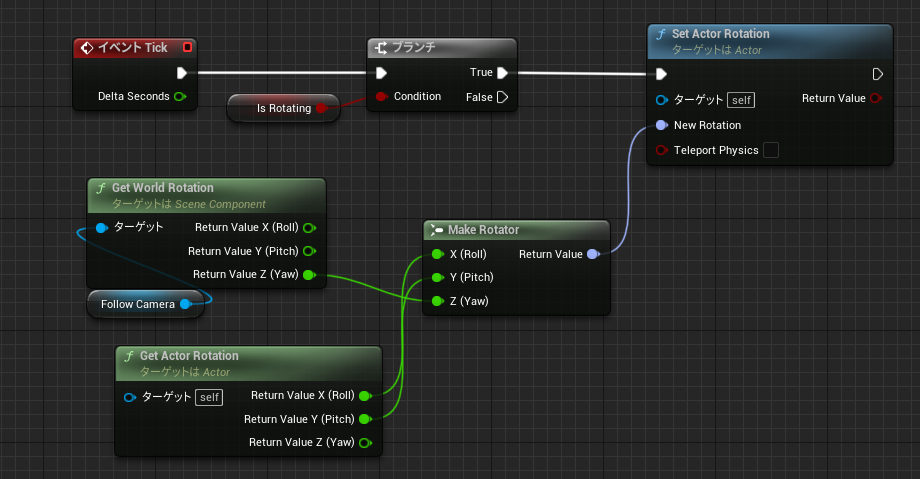 イベント Tick
Delta Seconds
Is Rotating
ブランチ
True
Condition
False
Set Actor Rotation
ターゲットは Actor
ターゲット self
Return Value
New Rotation
Teleport Physics
Get World Rotation
ターゲットは Scene Component
ターゲット
Return Value X (Roll)
Return Value Y (Pitch)
Return Value Z (Yaw)
Follow Camera
Make Rotator
X (Roll)
Return Value
Y (Pitch)
Z (Yaw)
Get Actor Rotation
ターゲットは Actor
ターゲット self
Return Value X (Roll)
Return Value Y (Pitch)
Return Value Z (Yaw)